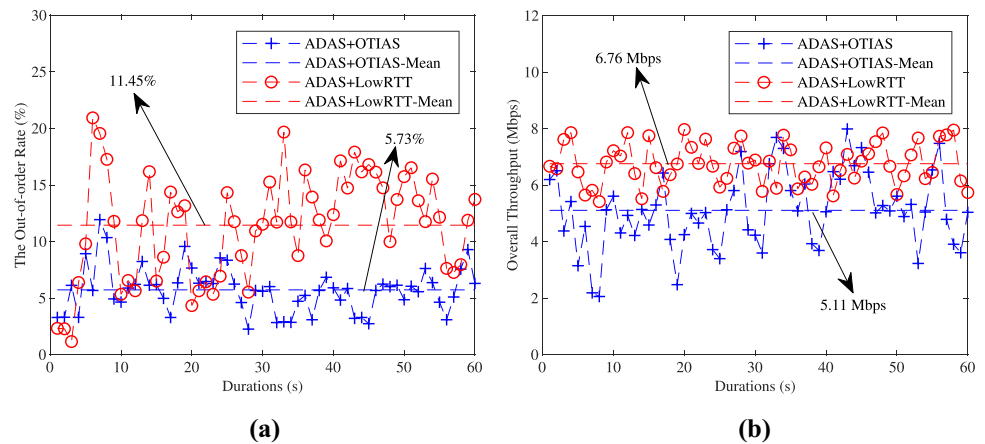 30
25
20
15
10
5
0
The Out-of-order Rate (%)
0 10 20 30 40 50 60
Durations (s)
ADAS+OTIAS
ADAS+OTIAS-Mean
ADAS+LowRTT
ADAS+LowRTT-Mean
11.45%
5.73%
(a)
12
10
8
6
4
2
0
Overall Throughput (Mbps)
0 10 20 30 40 50 60
Durations (s)
ADAS+OTIAS
ADAS+OTIAS-Mean
ADAS+LowRTT
ADAS+LowRTT-Mean
6.76 Mbps
5.11 Mbps
(b)